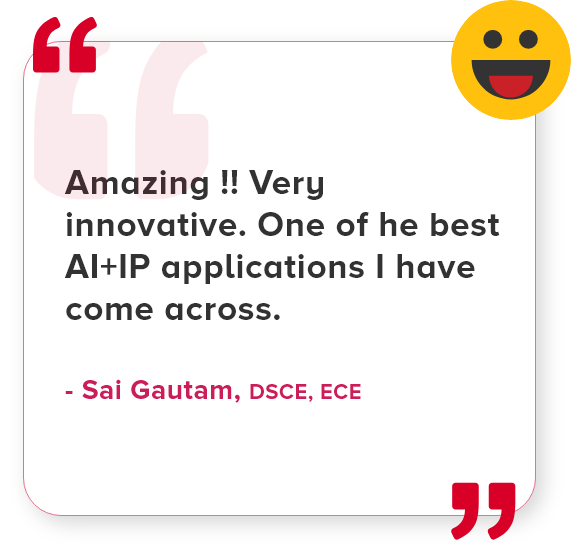 Amazing !! Very
innovative. One of he best
AI+IP applications I have
come across.
- Sai Gautam, DSCE, ECE